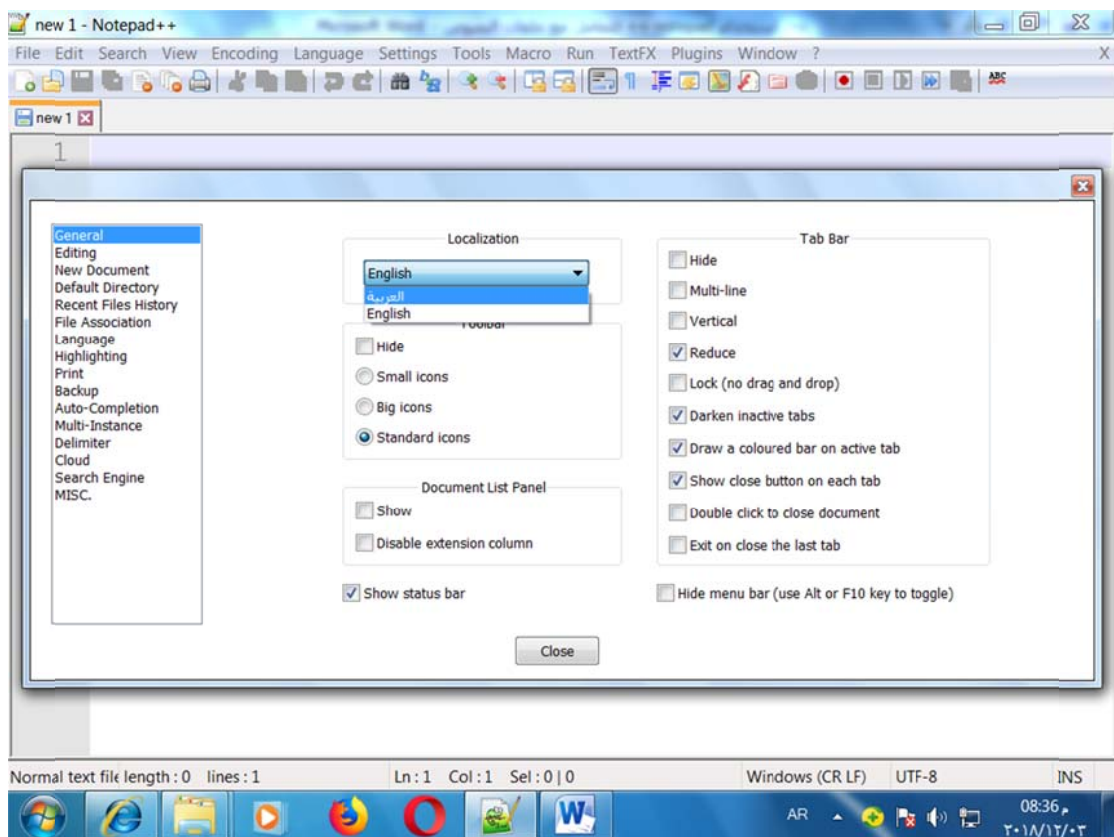 new 1 - Notepad++
File Edit Search View Encoding Language Settings Tools Macro Run TextFX Plugins Window ? X
ABC
new 1
1
General
Editing
New Document
Default Directory
Recent Files History
File Association
Language
Highlighting
Print
Backup
Auto-Completion
Multi-Instance
Delimiter
Cloud
Search Engine
MISC.
Localization
English
العربية
English
Toolbar
Hide
Small icons
Big icons
Standard icons
Document List Panel
Show
Disable extension column
Show status bar
Tab Bar
Hide
Multi-line
Vertical
Reduce
Lock (no drag and drop)
Darken inactive tabs
Draw a coloured bar on active tab
Show close button on each tab
Double click to close document
Exit on close the last tab
Hide menu bar (use Alt or F10 key to toggle)
Close
Normal text file length : 0 lines : 1 Ln : 1 Col : 1 Sel : 0 | 0 Windows (CR LF) UTF-8 INS
AR
08:36 م
٢٠١٨/١٢/٠٣